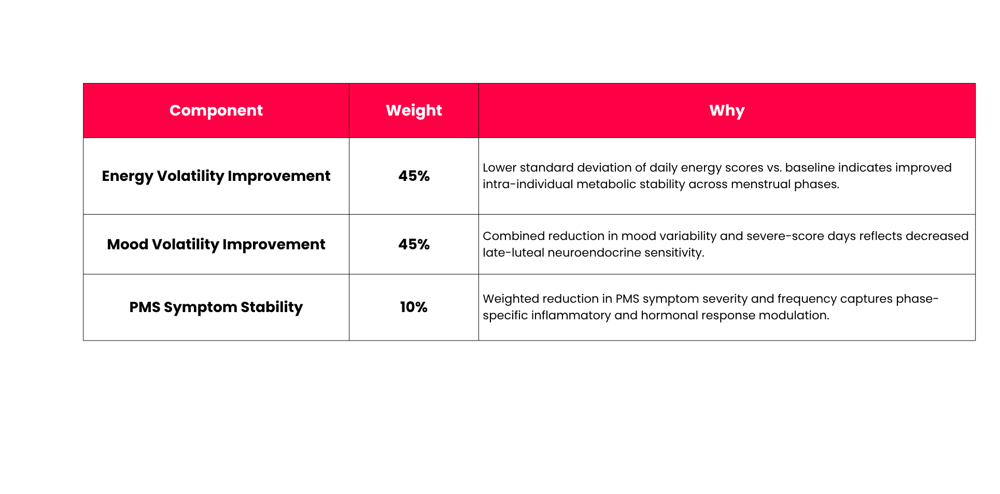 Component Weight Why
Energy Volatility Improvement 45% Lower standard deviation of daily energy scores vs. baseline indicates improved
intra-individual metabolic stability across menstrual phases.
Mood Volatility Improvement 45% Combined reduction in mood variability and severe-score days reflects decreased
late-luteal neuroendocrine sensitivity.
PMS Symptom Stability 10% Weighted reduction in PMS symptom severity and frequency captures phase-
specific inflammatory and hormonal response modulation.